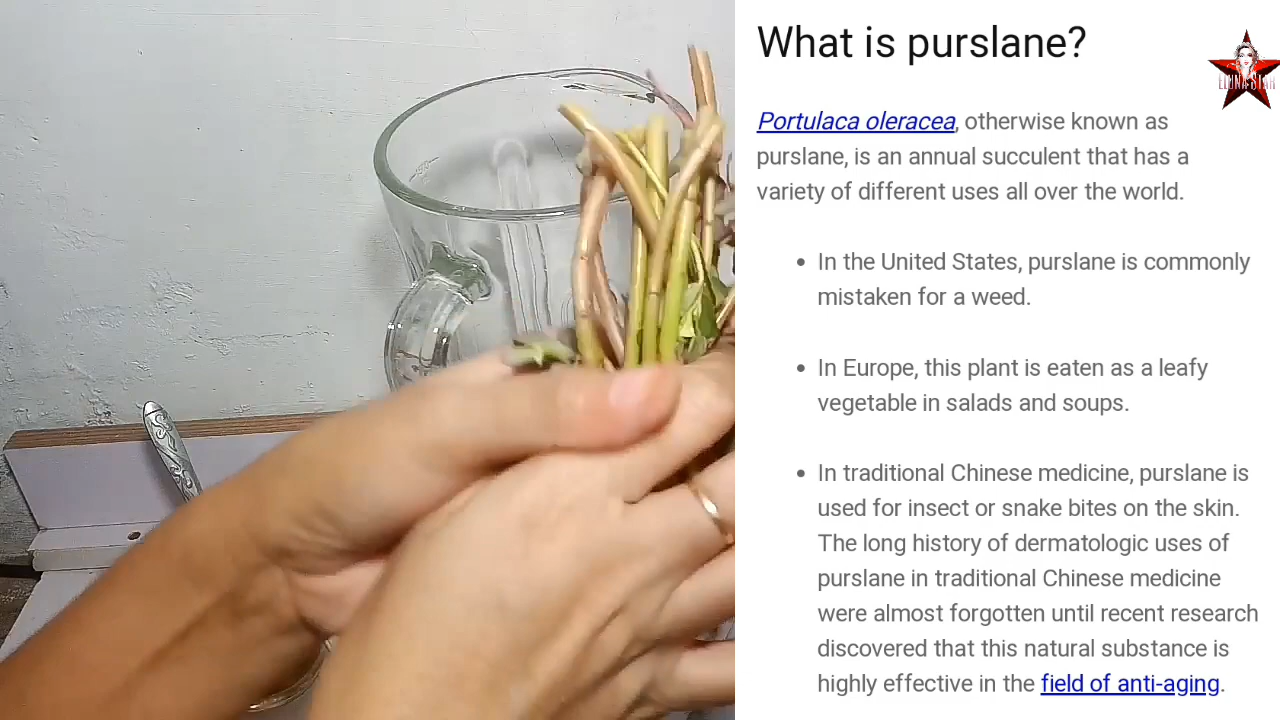 What is purslane?
Portulaca oleracea, otherwise known as
purslane, is an annual succulent that has a
variety of different uses all over the world.
In the United States, purslane is commonly
mistaken for a weed.
In Europe, this plant is eaten as a leafy
vegetable in salads and soups.
In traditional Chinese medicine, purslane is
used for insect or snake bites on the skin.
The long history of dermatologic uses of
purslane in traditional Chinese medicine
were almost forgotten until recent research
discovered that this natural substance is
highly effective in the field of anti-aging.